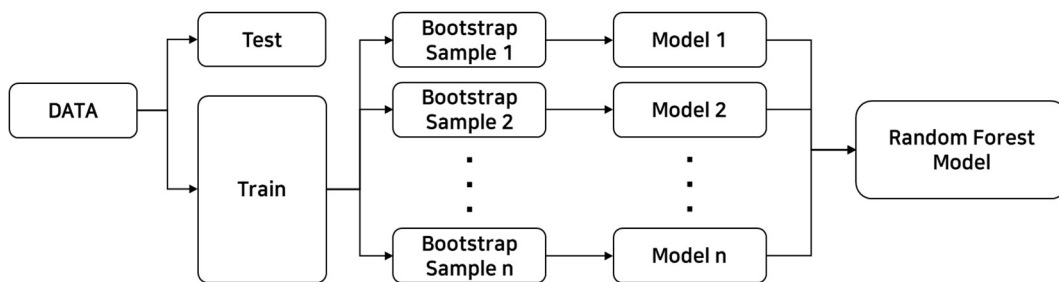 DATA
Test
Train
Bootstrap
Sample 1
Model 1
Bootstrap
Sample 2
Model 2
Bootstrap
Sample n
Model n
Random Forest
Model